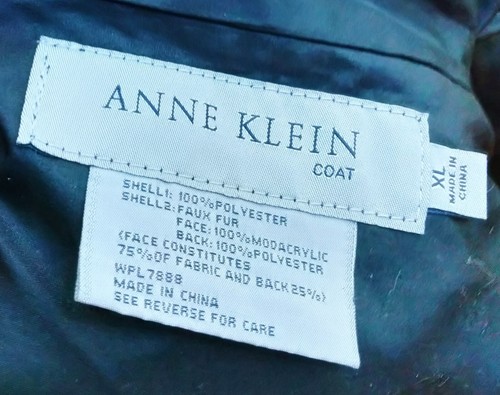 ANNE KLEIN
COAT
XL
MADE IN
CHINA
SHELL1: 100%POLYESTER
SHELL2: FAUX FUR
FACE: 100%MODACRYLIC
BACK: 100%POLYESTER
(FACE CONSTITUTES
75%OF FABRIC AND BACK25%)
WPL7888
MADE IN CHINA
SEE REVERSE FOR CARE